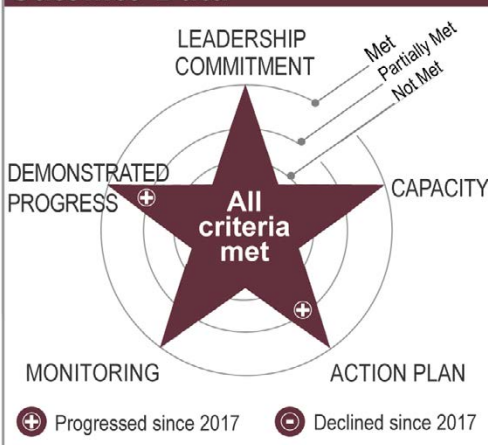 LEADERSHIP
COMMITMENT
Met
Partially Met
Not Met
DEMONSTRATED
PROGRESS
CAPACITY
All
criteria
met
MONITORING
ACTION PLAN
Progressed since 2017
Declined since 2017